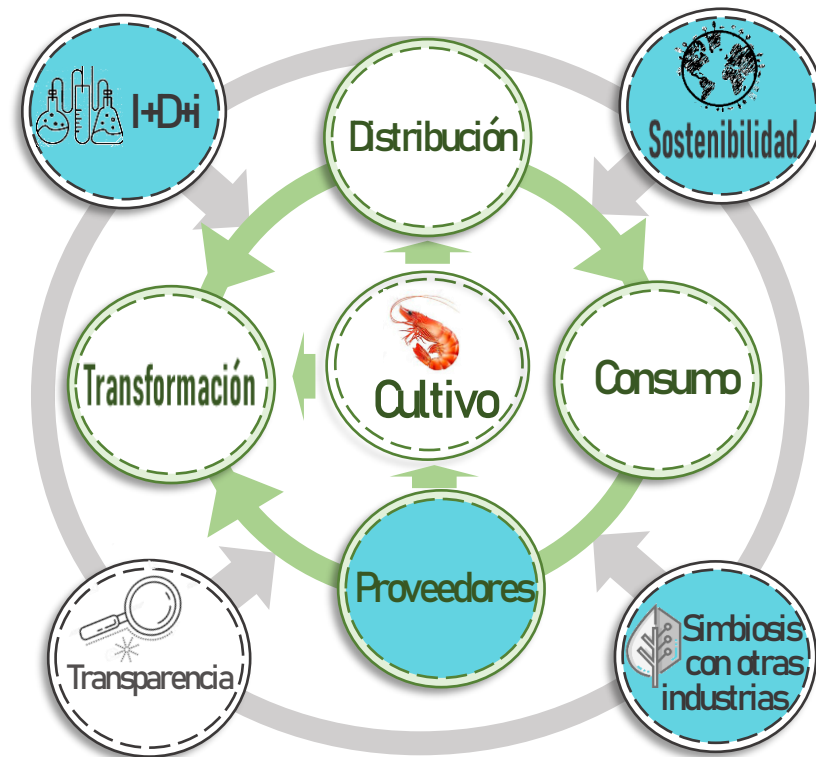 I+D+i
Distribución
Sostenibilidad
Transformación
Cultivo
Consumo
Proveedores
Transparencia
Simbiosis
con otras
industrias